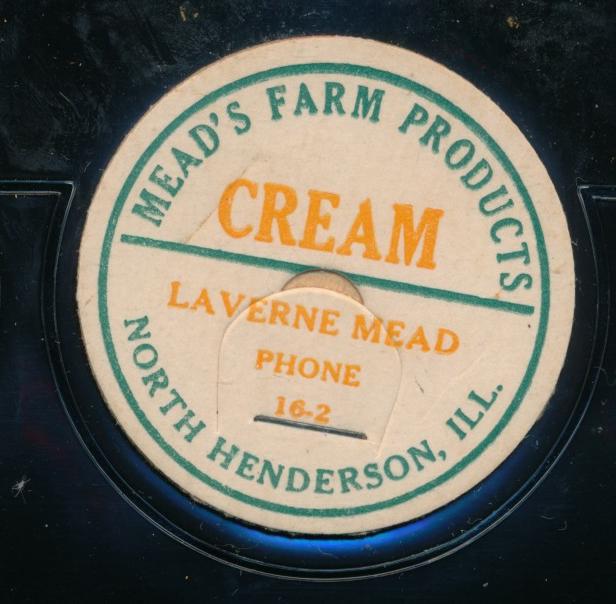 MEAD'S FARM PRODUCTS
CREAM
LAVERNE MEAD
PHONE
16-2
NORTH HENDERSON, ILL.